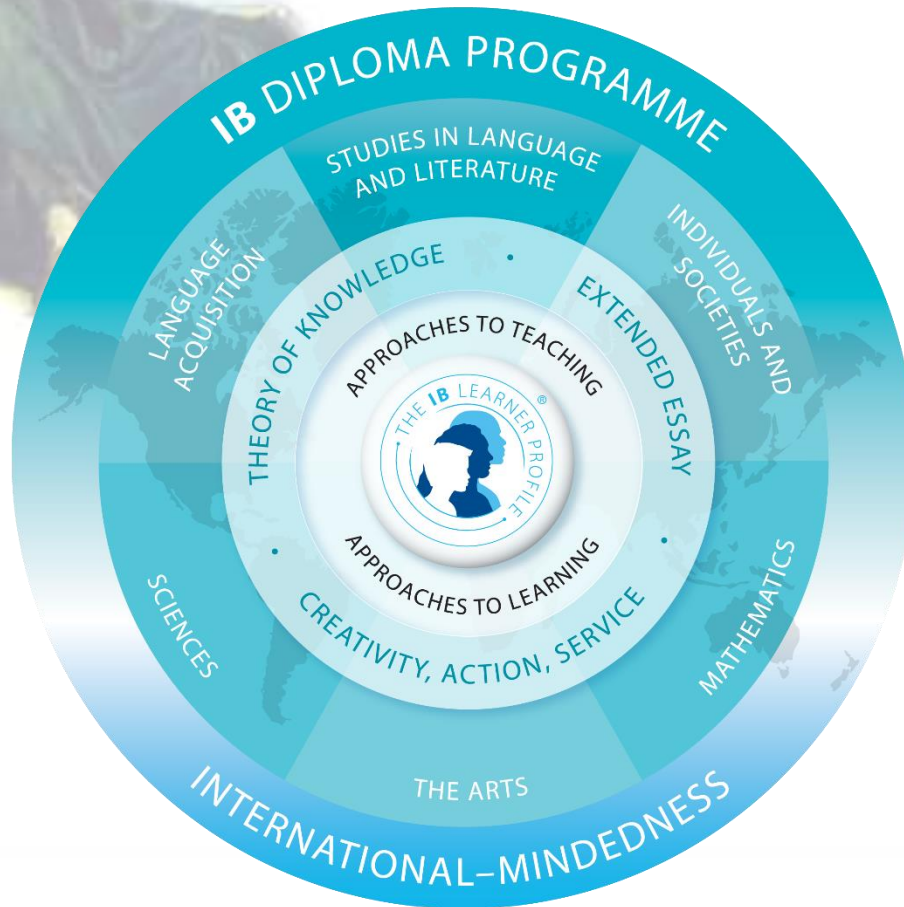 IB DIPLOMA PROGRAMME
STUDIES IN LANGUAGE
AND LITERATURE
LANGUAGE
ACQUISITION
INDIVIDUALS AND
SOCIETIES
THEORY OF KNOWLEDGE
•
EXTENDED ESSAY
APPROACHES TO TEACHING
• THE IB LEARNER PROFILE •
®
APPROACHES TO LEARNING
•
CREATIVITY, ACTION, SERVICE
•
SCIENCES
MATHEMATICS
THE ARTS
INTERNATIONAL–MINDEDNESS